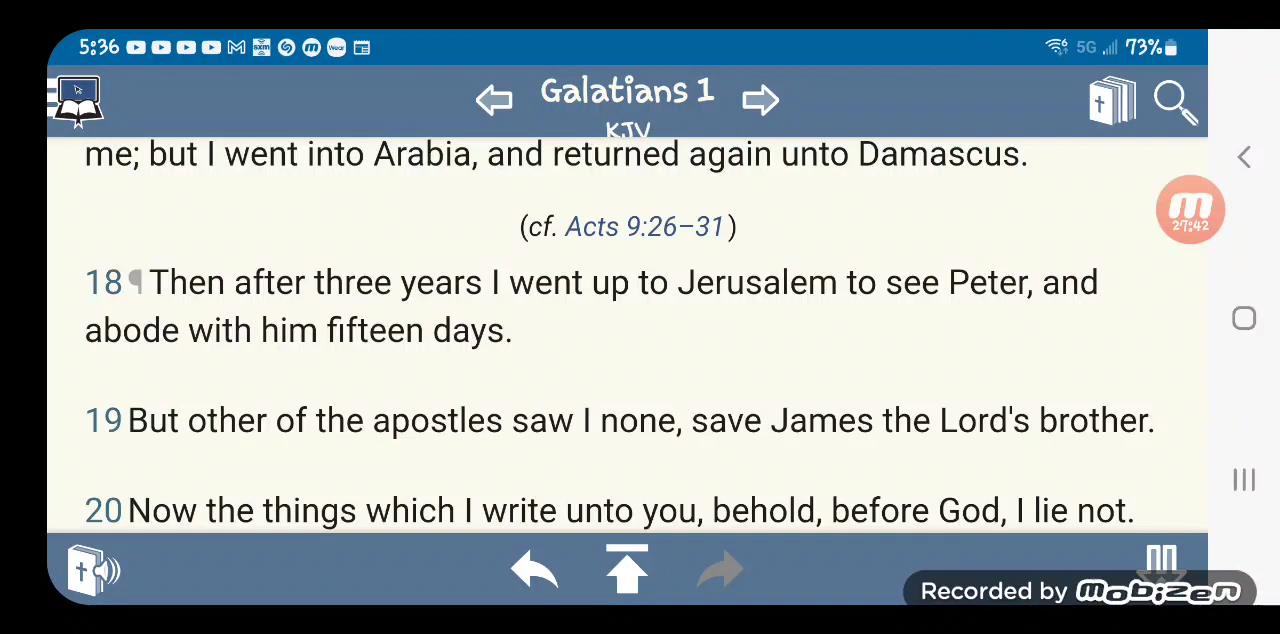 5:36 5G 73%
Galatians 1
KJV
me; but I went into Arabia, and returned again unto Damascus.
27:42
(cf. Acts 9:26–31)
18 ¶ Then after three years I went up to Jerusalem to see Peter, and
abode with him fifteen days.
19 But other of the apostles saw I none, save James the Lord's brother.
20 Now the things which I write unto you, behold, before God, I lie not.
Recorded by mobizen